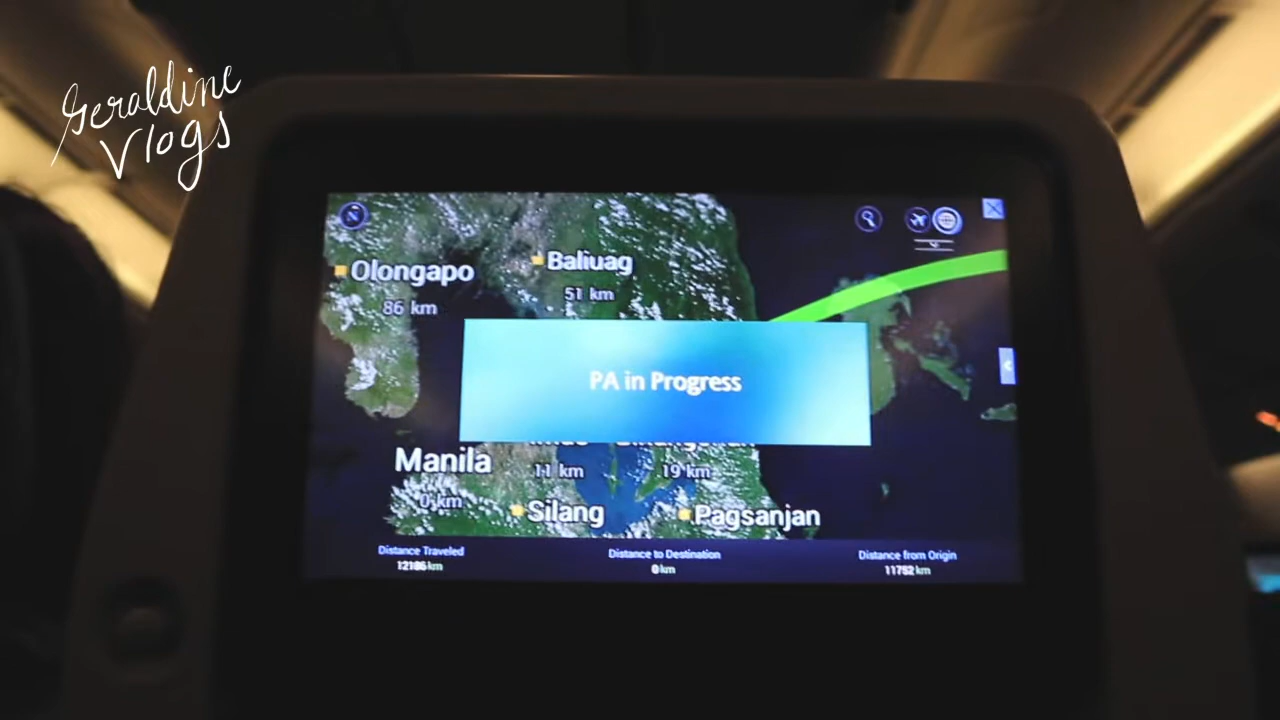 Geraldine
Vlogs
Olongapo
86 km
Baliuag
51 km
PA in Progress
Manila
0 km
11 km
19 km
Silang
Pagsanjan
Distance Traveled
12186 km
Distance to Destination
0 km
Distance from Origin
11752 km